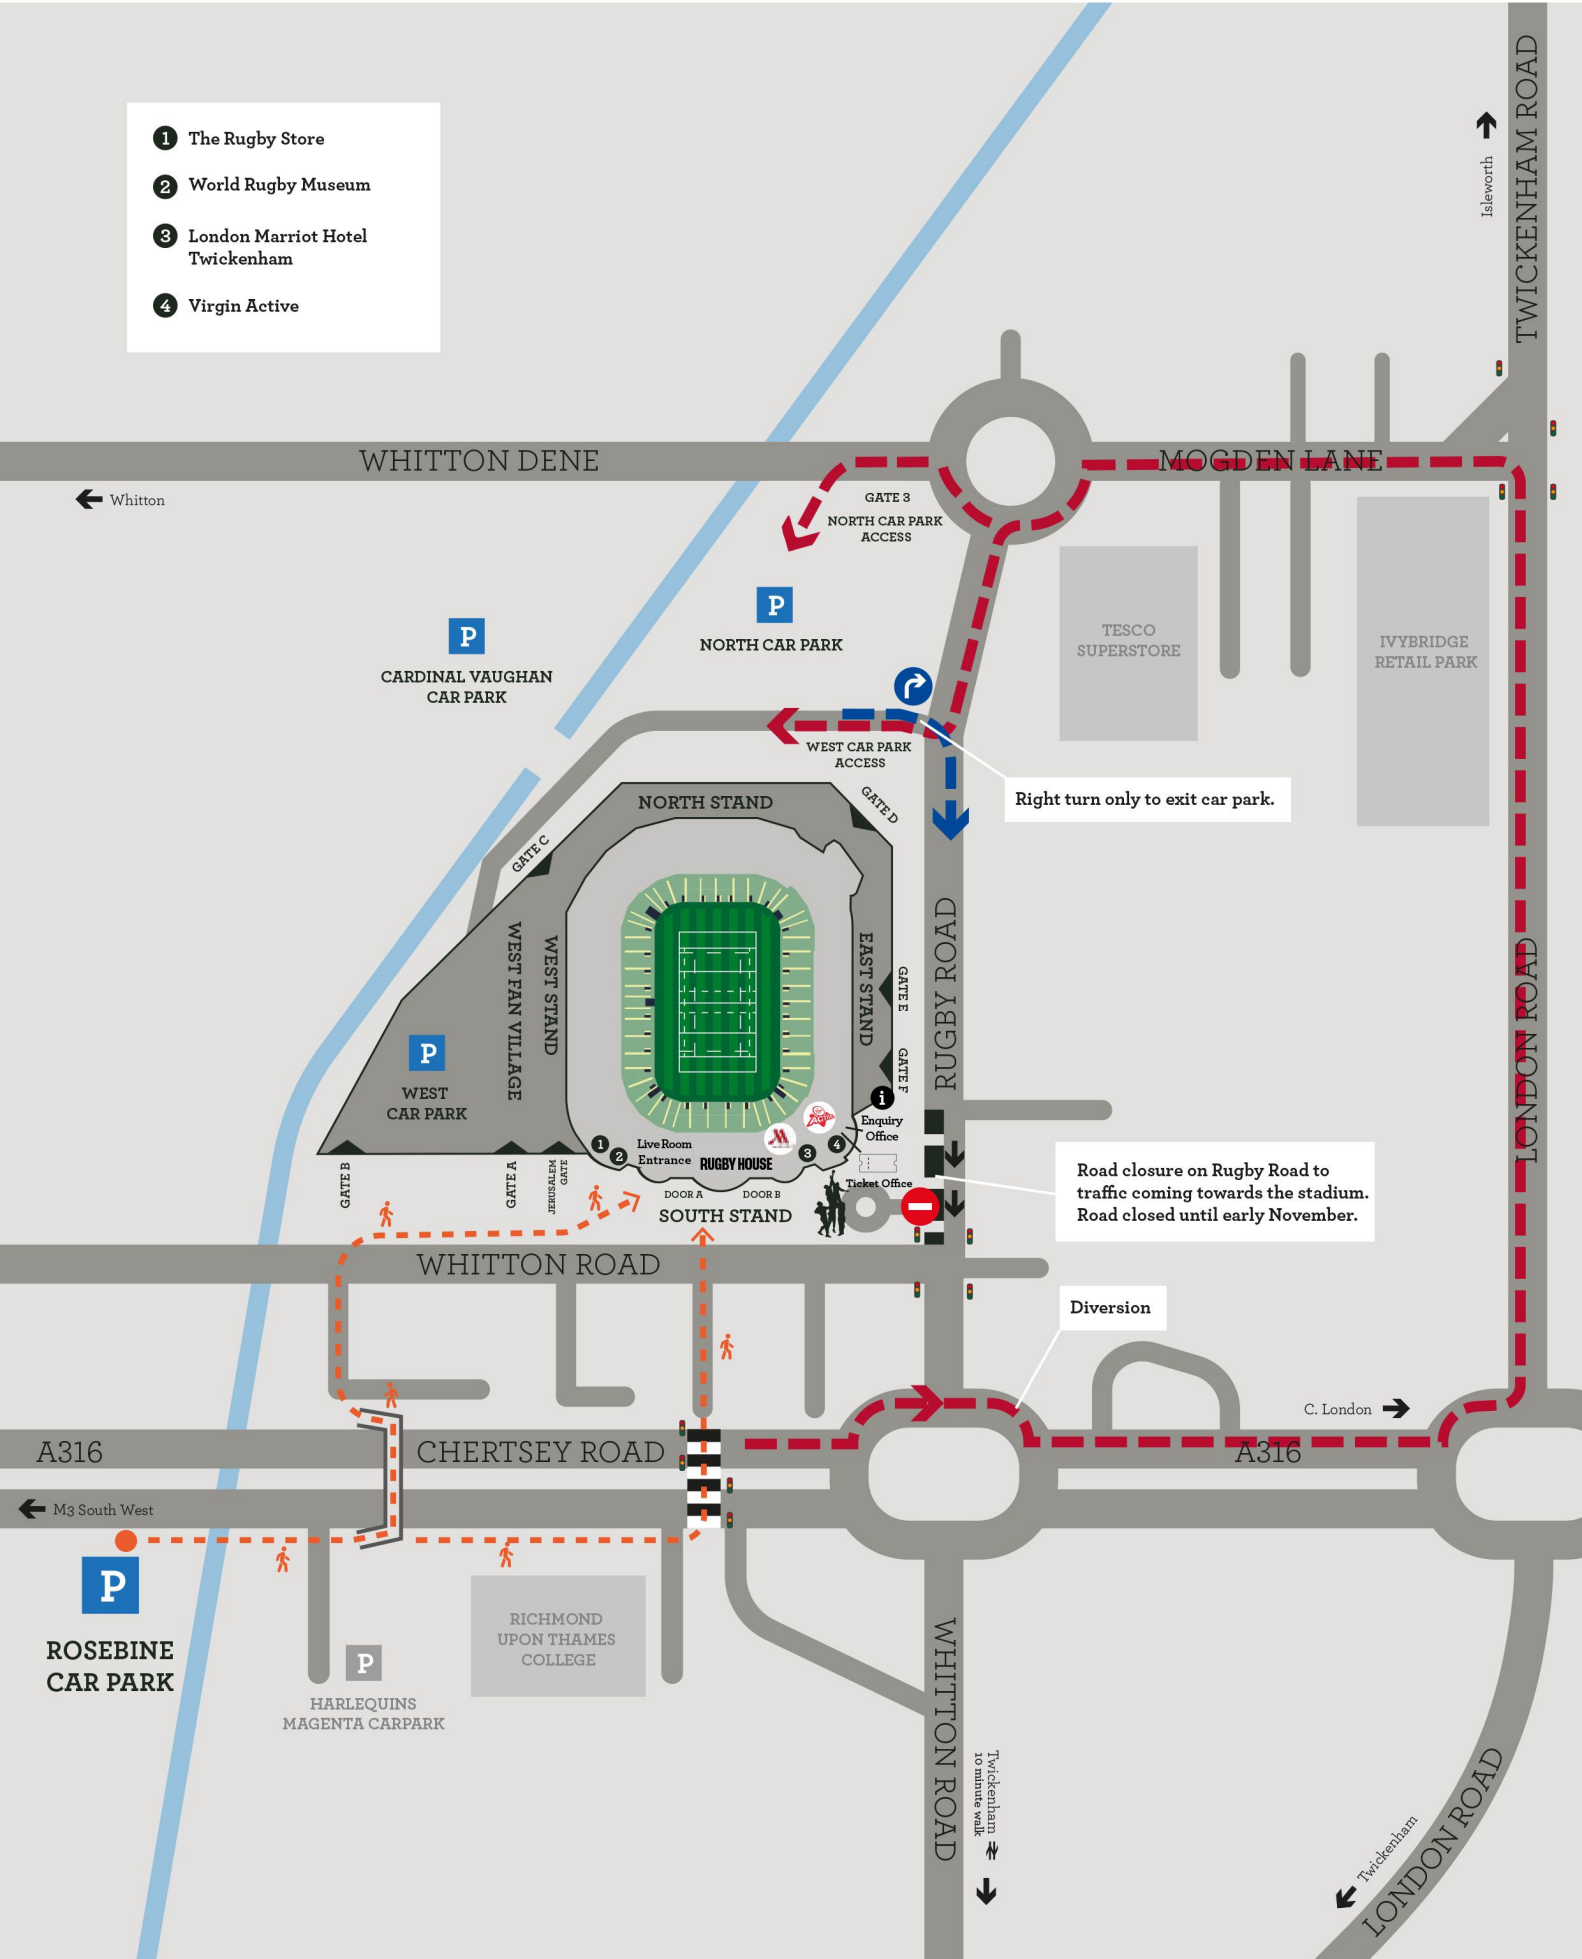 1 The Rugby Store
2 World Rugby Museum
3 London Marriot Hotel
Twickenham
4 Virgin Active
TWICKENHAM ROAD
Isleworth
WHITTON DENE
MOGDEN LANE
Whitton
GATE 3
NORTH CAR PARK
ACCESS
P
NORTH CAR PARK
P
CARDINAL VAUGHAN
CAR PARK
TESCO
SUPERSTORE
IVYBRIDGE
RETAIL PARK
WEST CAR PARK
ACCESS
Right turn only to exit car park.
NORTH STAND
GATE D
GATE C
WEST FAN VILLAGE
WEST STAND
EAST STAND
GATE E
GATE F
RUGBY ROAD
LONDON ROAD
P
WEST
CAR PARK
i
Enquiry
Office
1
2
Live Room
Entrance
RUGBY HOUSE
3
4
Ticket Office
GATE B
GATE A
JERUSALEM
GATE
DOOR A
DOOR B
SOUTH STAND
Road closure on Rugby Road to
traffic coming towards the stadium.
Road closed until early November.
WHITTON ROAD
Diversion
C. London
A316
CHERTSEY ROAD
A316
M3 South West
P
ROSEBINE
CAR PARK
P
HARLEQUINS
MAGENTA CARPARK
RICHMOND
UPON THAMES
COLLEGE
WHITTON ROAD
Twickenham
10 minute walk
Twickenham
LONDON ROAD